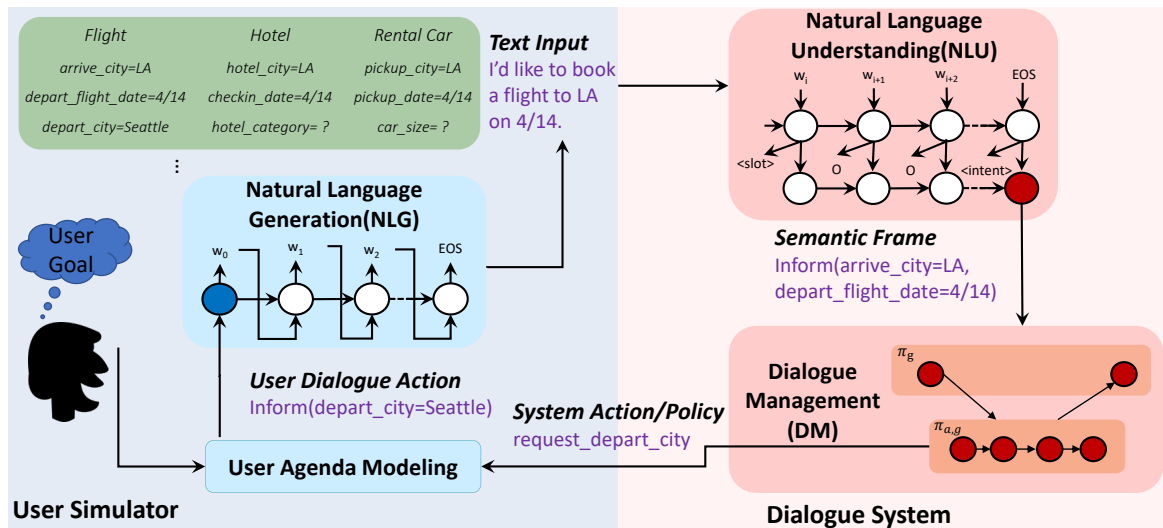 Flight
Hotel
Rental Car
arrive_city=LA
hotel_city=LA
pickup_city=LA
depart_flight_date=4/14
checkin_date=4/14
pickup_date=4/14
depart_city=Seattle
hotel_category= ?
car_size= ?
...
Text Input
I'd like to book
a flight to LA
on 4/14.
Natural Language
Understanding(NLU)
w_i
w_{i+1}
w_{i+2}
EOS
<slot>
O
O
<intent>
Natural Language
Generation(NLG)
w_0
w_1
w_2
EOS
User
Goal
Semantic Frame
Inform(arrive_city=LA,
depart_flight_date=4/14)
User Dialogue Action
Inform(depart_city=Seattle)
System Action/Policy
request_depart_city
Dialogue
Management
(DM)
π_g
π_{a,g}
User Agenda Modeling
User Simulator
Dialogue System